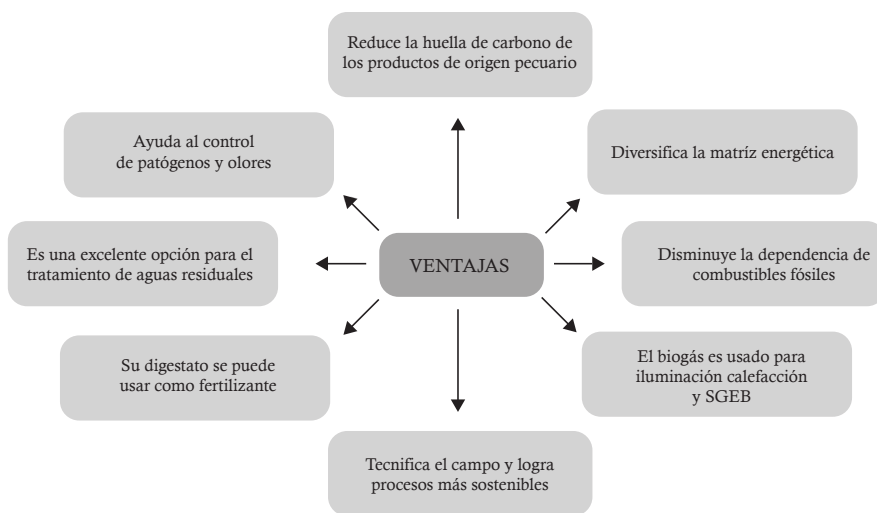 Reduce la huella de carbono de
los productos de origen pecuario
Ayuda al control
de patógenos y olores
Diversifica la matríz energética
Es una excelente opción para el
tratamiento de aguas residuales
VENTAJAS
Disminuye la dependencia de
combustibles fósiles
Su digestato se puede
usar como fertilizante
El biogás es usado para
iluminación calefacción
y SGEB
Tecnifica el campo y logra
procesos más sostenibles